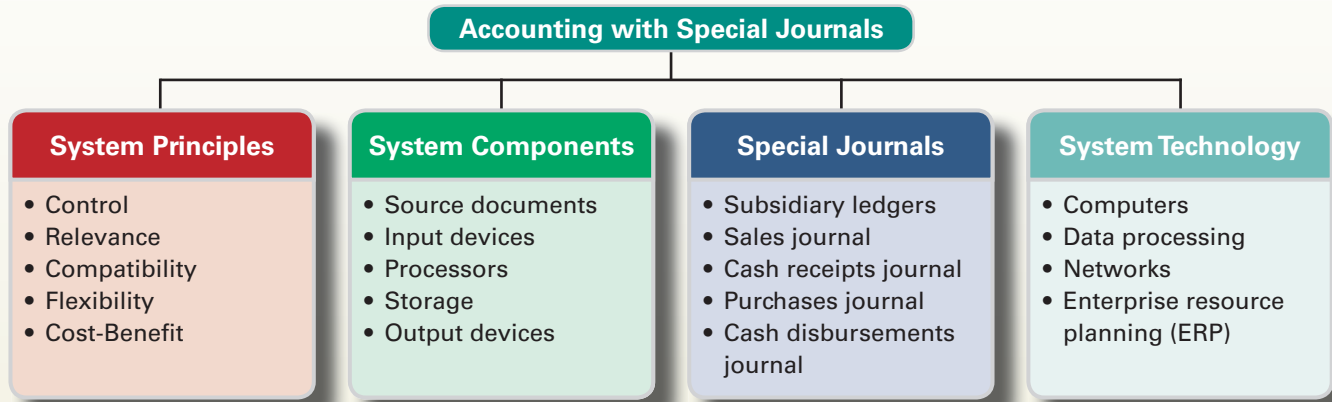 Accounting with Special Journals
System Principles
• Control
• Relevance
• Compatibility
• Flexibility
• Cost-Benefit
System Components
• Source documents
• Input devices
• Processors
• Storage
• Output devices
Special Journals
• Subsidiary ledgers
• Sales journal
• Cash receipts journal
• Purchases journal
• Cash disbursements
journal
System Technology
• Computers
• Data processing
• Networks
• Enterprise resource
planning (ERP)